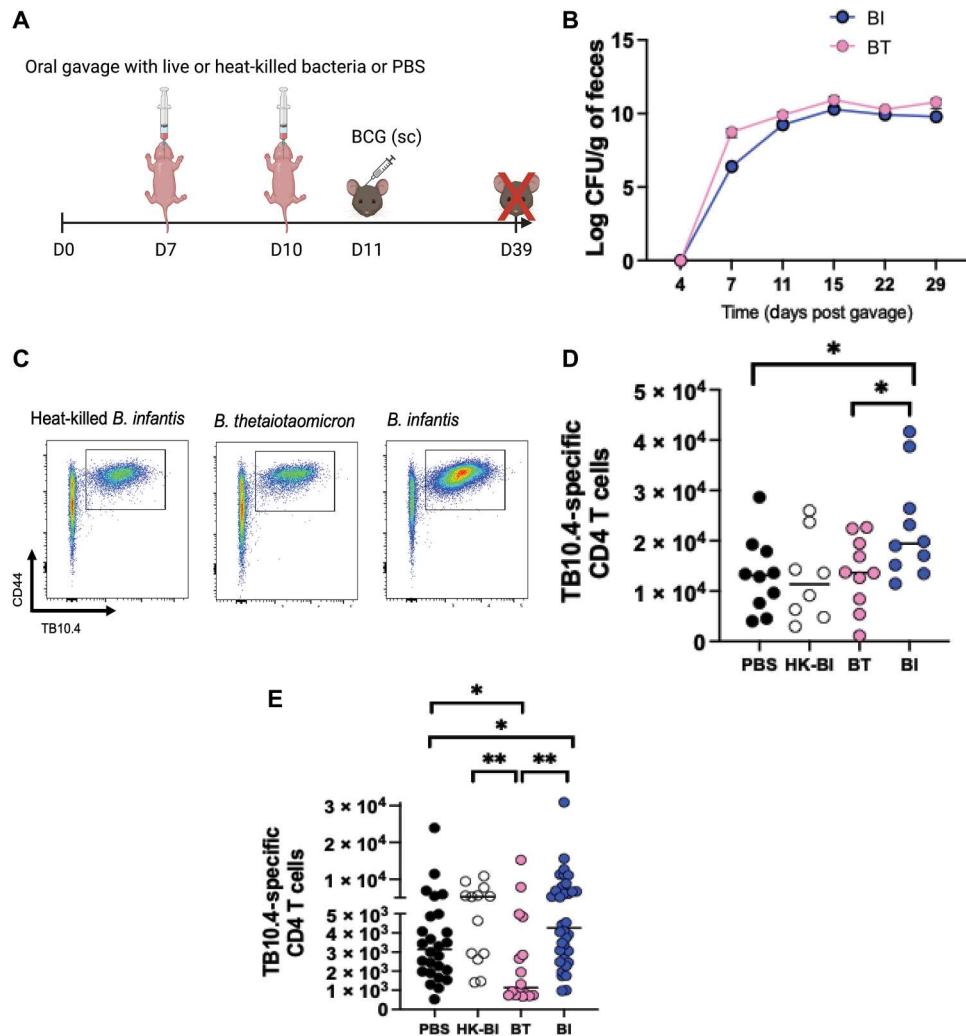 A
Oral gavage with live or heat-killed bacteria or PBS
BCG (sc)
D0 D7 D10 D11 D39
B
BI
BT
Log CFU/g of feces
15
10
5
0
4 7 11 15 22 29
Time (days post gavage)
C
Heat-killed B. infantis B. thetaiotaomicron B. infantis
CD44
TB10.4
D
*
*
TB10.4-specific
CD4 T cells
5 × 10⁴
4 × 10⁴
3 × 10⁴
2 × 10⁴
1 × 10⁴
0
PBS HK-BI BT BI
E
*
*
** **
TB10.4-specific
CD4 T cells
3 × 10⁴
2 × 10⁴
1 × 10⁴
5 × 10³
4 × 10³
3 × 10³
2 × 10³
1 × 10³
0
PBS HK-BI BT BI